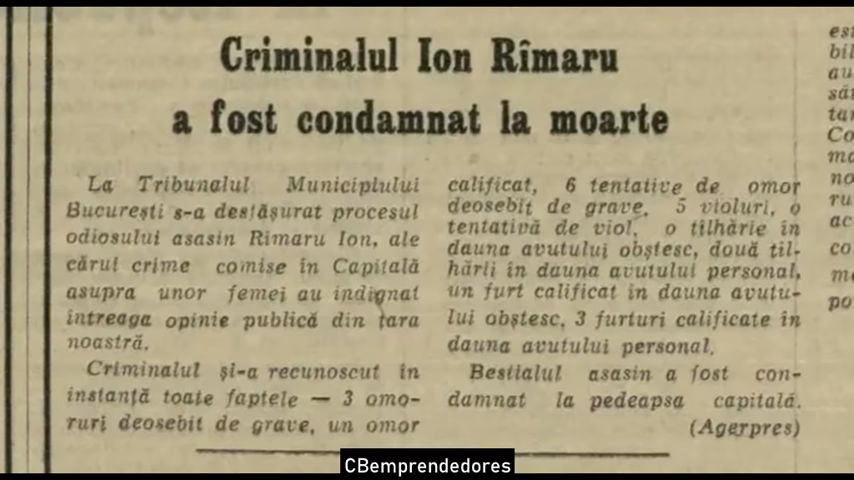 Criminalul Ion Rîmaru
a fost condamnat la moarte
La Tribunalul Municipiului
București s-a desfășurat procesul
odiosului asasin Rîmaru Ion, ale
cărui crime comise în Capitală
asupra unor femei au indignat
întreaga opinie publică din țara
noastră.
Criminalul și-a recunoscut în
instanță toate faptele — 3 omo-
ruri deosebit de grave, un omor
calificat, 6 tentative de omor
deosebit de grave, 5 violuri, o
tentativă de viol, o tîlhărie în
dauna avutului obștesc, două tîl-
hării în dauna avutului personal,
un furt calificat în dauna avutu-
lui obștesc, 3 furturi calificate în
dauna avutului personal.
Bestialul asasin a fost con-
damnat la pedeapsa capitală.
(Agerpres)
CBemprendedores